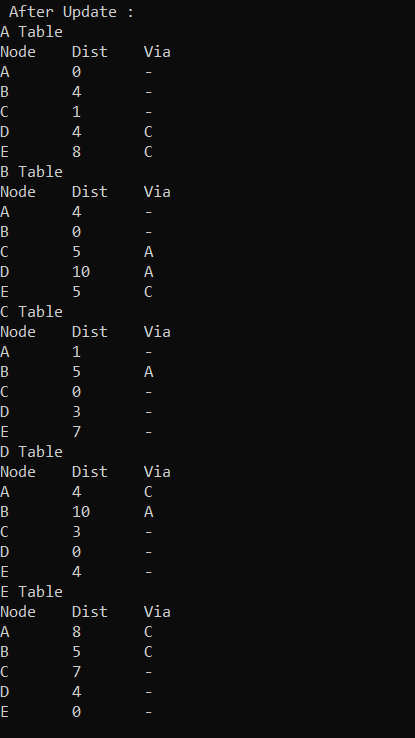 After Update :
A Table
Node Dist Via
A 0 -
B 4 -
C 1 -
D 4 C
E 8 C
B Table
Node Dist Via
A 4 -
B 0 -
C 5 A
D 10 A
E 5 C
C Table
Node Dist Via
A 1 -
B 5 A
C 0 -
D 3 -
E 7 -
D Table
Node Dist Via
A 4 C
B 10 A
C 3 -
D 0 -
E 4 -
E Table
Node Dist Via
A 8 C
B 5 C
C 7 -
D 4 -
E 0 -